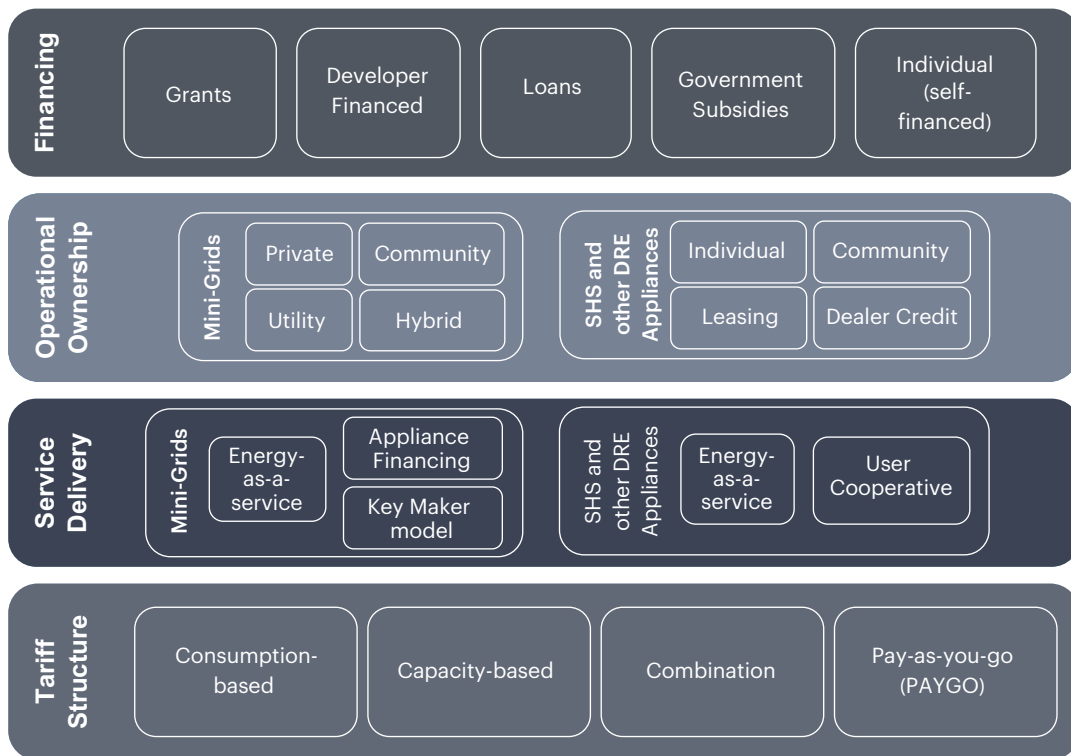 Financing
Grants
Developer
Financed
Loans
Government
Subsidies
Individual
(self-
financed)
Operational
Ownership
Mini-Grids
Private
Community
Utility
Hybrid
SHS and
other DRE
Appliances
Individual
Community
Leasing
Dealer Credit
Service
Delivery
Mini-Grids
Energy-
as-a-
service
Appliance
Financing
Key Maker
model
SHS and
other DRE
Appliances
Energy-
as-a-
service
User
Cooperative
Tariff
Structure
Consumption-
based
Capacity-based
Combination
Pay-as-you-go
(PAYGO)